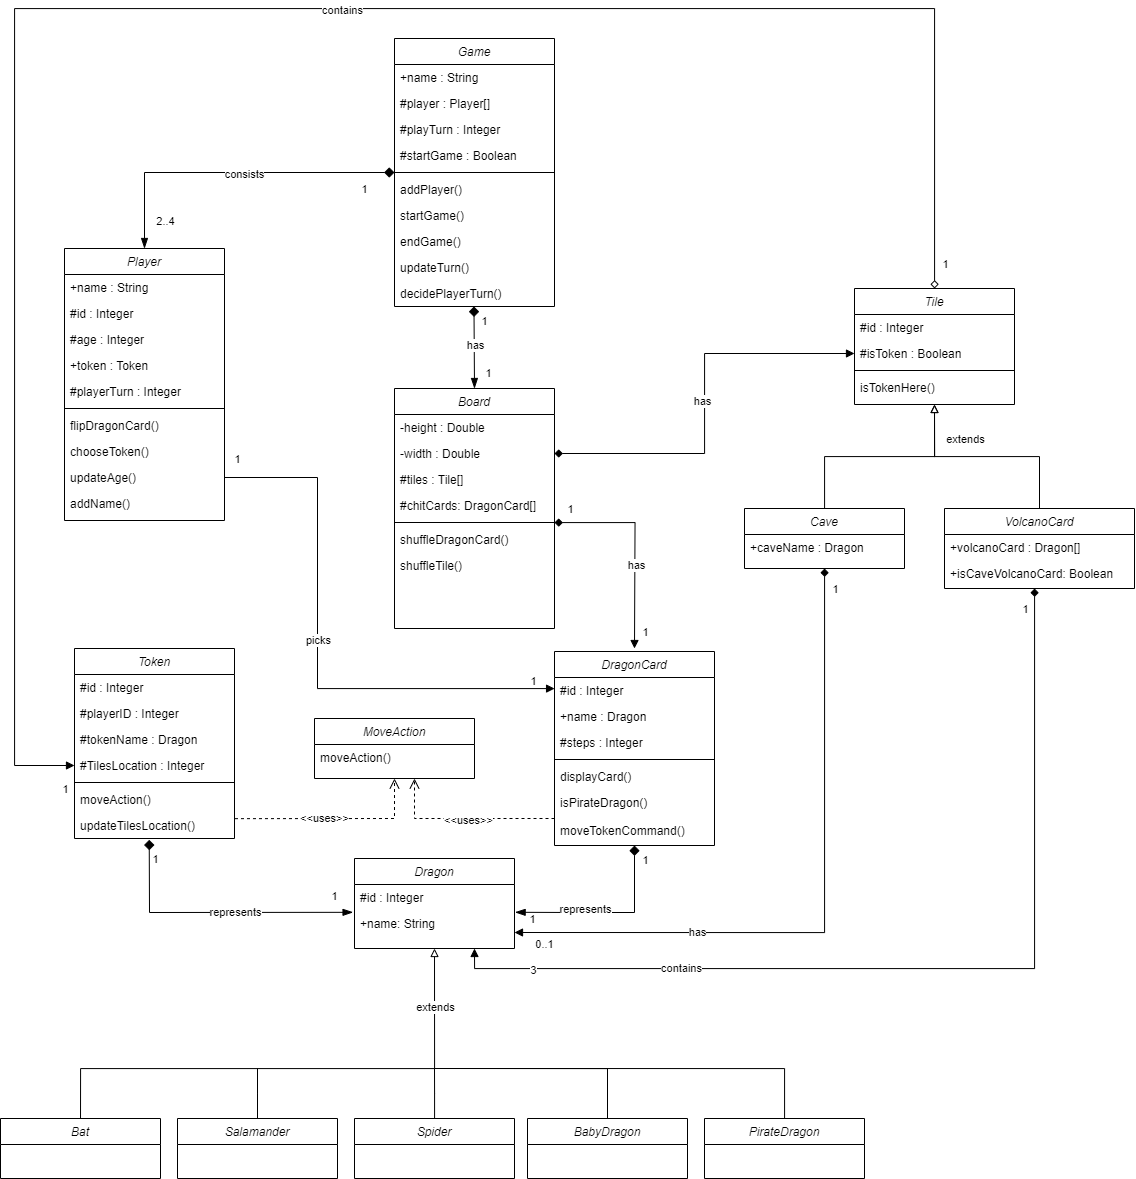 contains
Game
+name : String
#player : Player[]
#playTurn : Integer
#startGame : Boolean
addPlayer()
startGame()
endGame()
updateTurn()
decidePlayerTurn()
consists
1
2..4
Player
+name : String
#id : Integer
#age : Integer
+token : Token
#playerTurn : Integer
flipDragonCard()
chooseToken()
updateAge()
addName()
1
has
1
Board
-height : Double
-width : Double
#tiles : Tile[]
#chitCards: DragonCard[]
shuffleDragonCard()
shuffleTile()
1
Tile
#id : Integer
#isToken : Boolean
isTokenHere()
has
extends
Cave
+caveName : Dragon
VolcanoCard
+volcanoCard : Dragon[]
+isCaveVolcanoCard: Boolean
1
1
1
has
1
1
picks
1
DragonCard
#id : Integer
+name : Dragon
#steps : Integer
displayCard()
isPirateDragon()
moveTokenCommand()
Token
#id : Integer
#playerID : Integer
#tokenName : Dragon
#TilesLocation : Integer
moveAction()
updateTilesLocation()
1
MoveAction
moveAction()
<<uses>>
<<uses>>
1
represents
1
Dragon
#id : Integer
+name: String
1
represents
1
has
0..1
contains
3
extends
Bat
Salamander
Spider
BabyDragon
PirateDragon